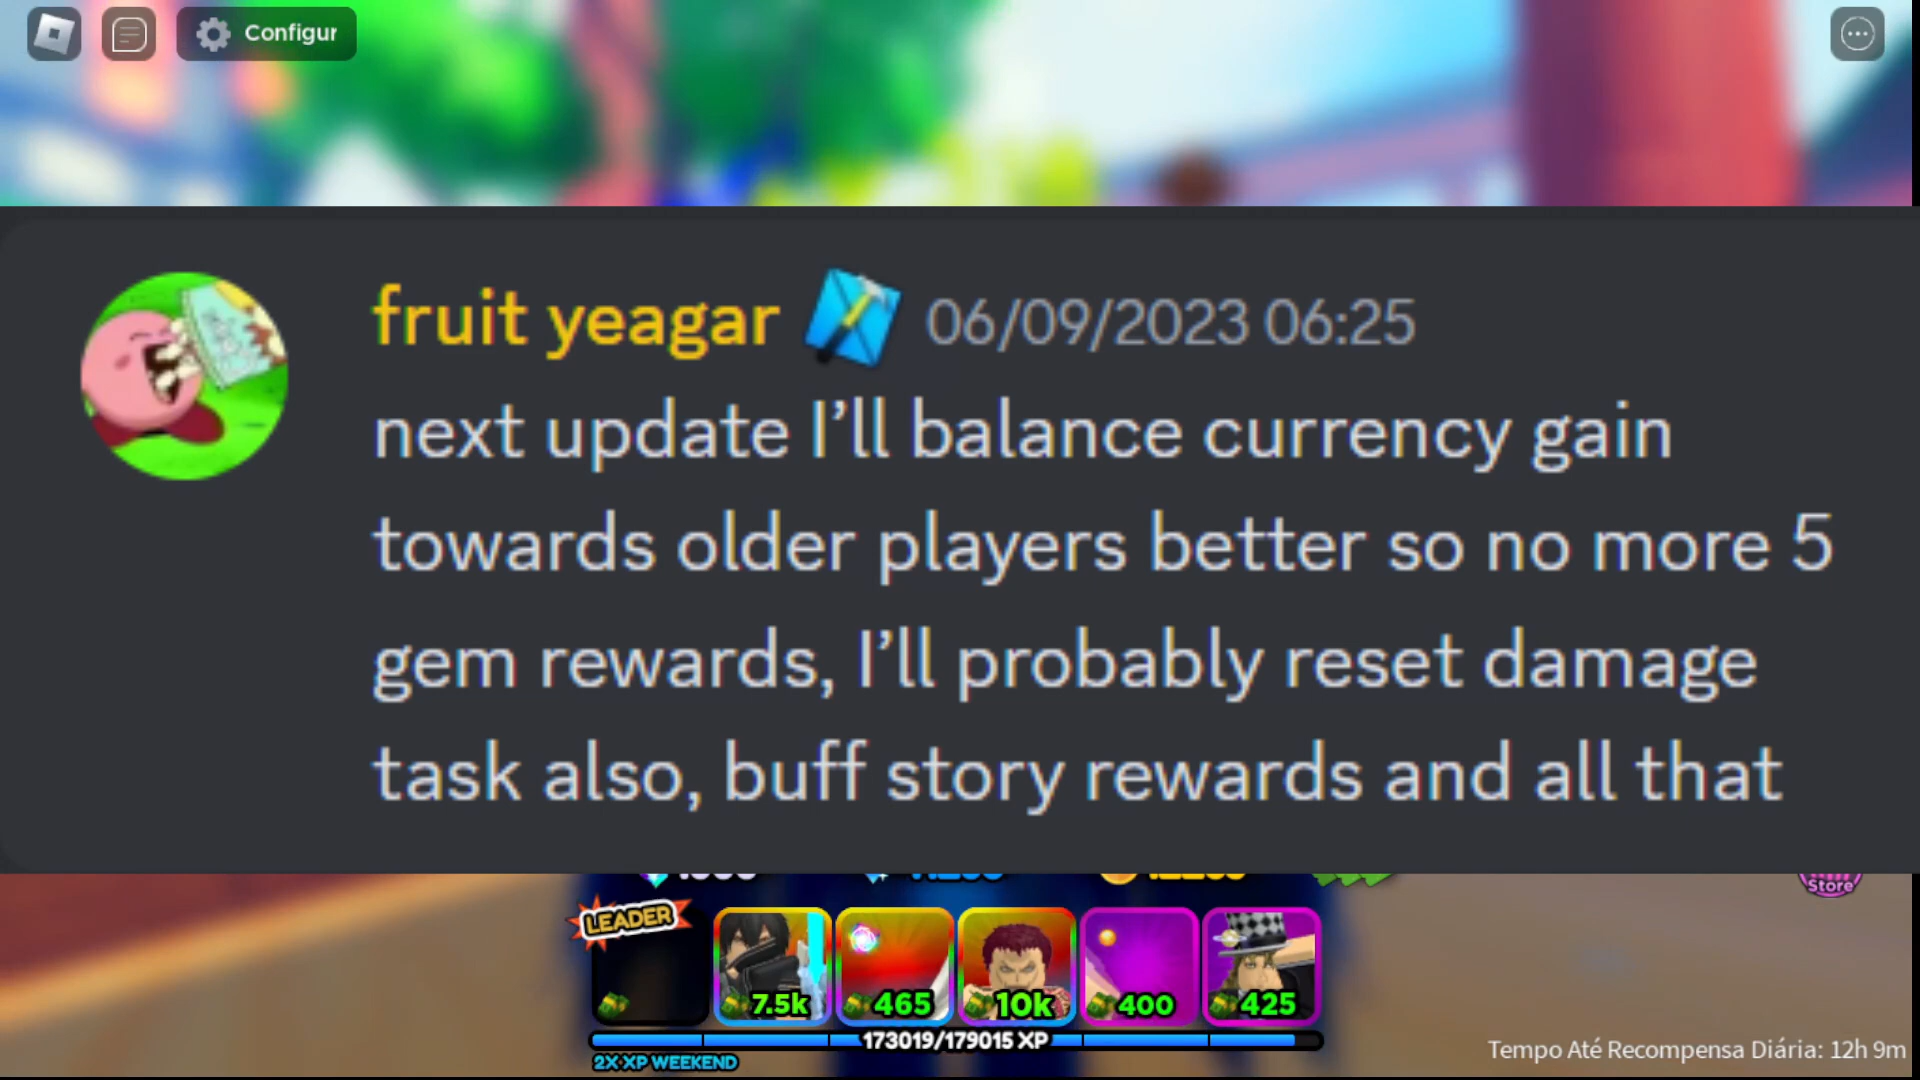 Configur
fruit yeagar 06/09/2023 06:25
next update I’ll balance currency gain
towards older players better so no more 5
gem rewards, I’ll probably reset damage
task also, buff story rewards and all that
Store
LEADER
7.5k 465 10k 400 425
173019/179015 XP
2X XP WEEKEND
Tempo Até Recompensa Diária: 12h 9m